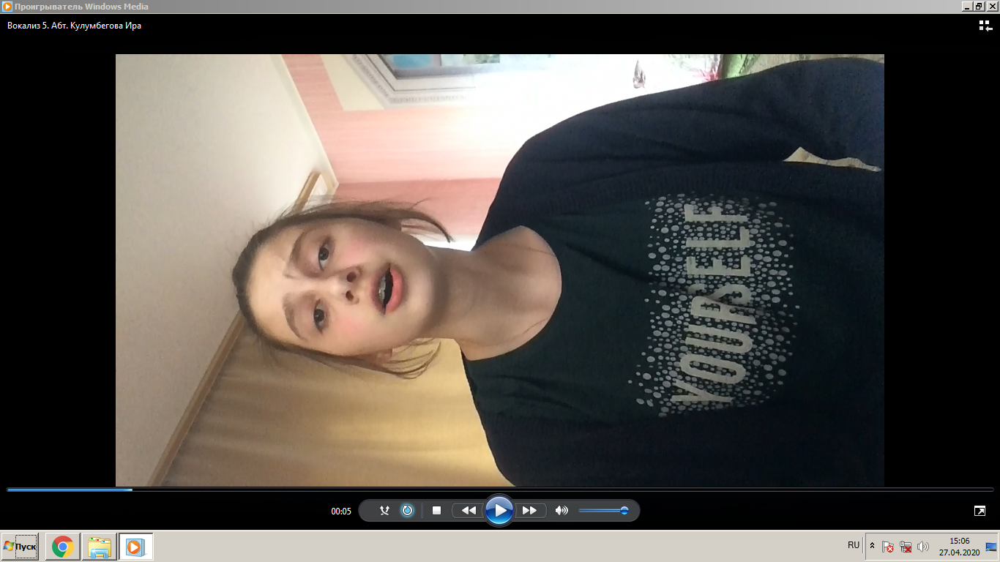 Проигрыватель Windows Media
Вокализ 5. Абт. Кулумбегова Ира
YOURSELF
00:05
Пуск
RU
15:06
27.04.2020